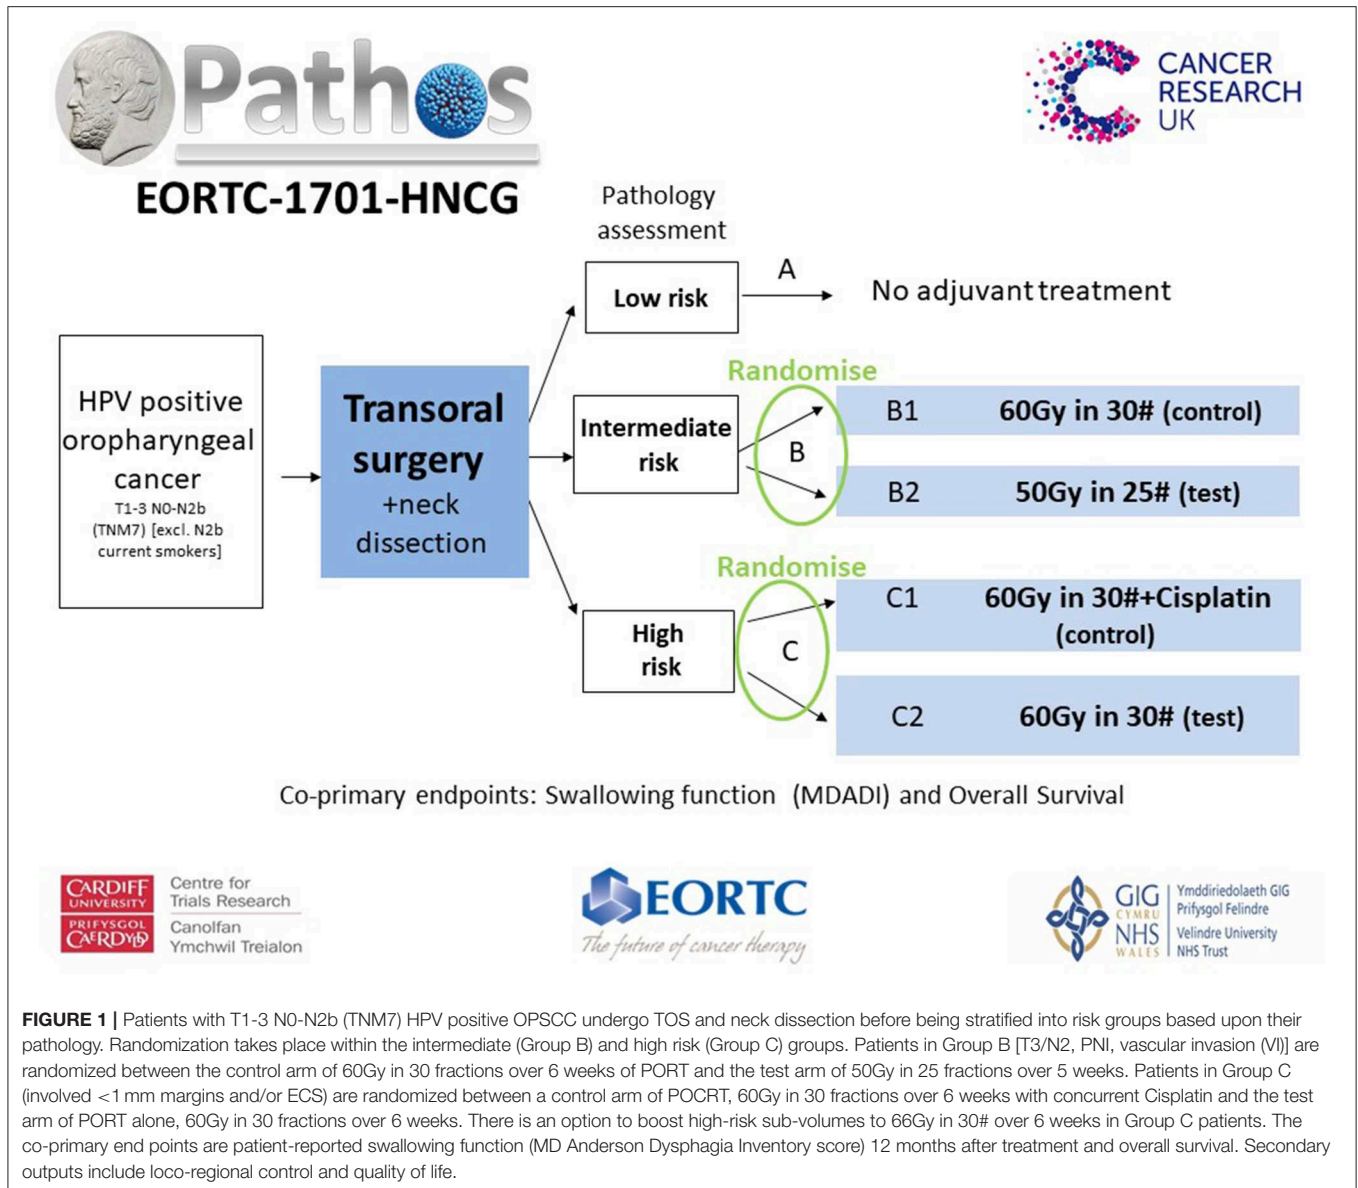 Pathos
CANCER
RESEARCH
UK
EORTC-1701-HNCG
Pathology
assessment
Low risk
A
No adjuvant treatment
HPV positive
oropharyngeal
cancer
T1-3 N0-N2b
(TNM7) [excl. N2b
current smokers]
Transoral
surgery
+neck
dissection
Intermediate
risk
Randomise
B
B1 60Gy in 30# (control)
B2 50Gy in 25# (test)
High
risk
Randomise
C
C1 60Gy in 30#+Cisplatin
(control)
C2 60Gy in 30# (test)
Co-primary endpoints: Swallowing function (MDADI) and Overall Survival
CARDIFF
UNIVERSITY
PRIFYSGOL
CAERDYDD
Centre for
Trials Research
Canolfan
Ymchwil Treialon
EORTC
The future of cancer therapy
GIG
CYMRU
NHS
WALES
Ymddiriedolaeth GIG
Prifysgol Felindre
Velindre University
NHS Trust
FIGURE 1 | Patients with T1-3 N0-N2b (TNM7) HPV positive OPSCC undergo TOS and neck dissection before being stratified into risk groups based upon their
pathology. Randomization takes place within the intermediate (Group B) and high risk (Group C) groups. Patients in Group B [T3/N2, PNI, vascular invasion (VI)] are
randomized between the control arm of 60Gy in 30 fractions over 6 weeks of PORT and the test arm of 50Gy in 25 fractions over 5 weeks. Patients in Group C
(involved <1 mm margins and/or ECS) are randomized between a control arm of POCRT, 60Gy in 30 fractions over 6 weeks with concurrent Cisplatin and the test
arm of PORT alone, 60Gy in 30 fractions over 6 weeks. There is an option to boost high-risk sub-volumes to 66Gy in 30# over 6 weeks in Group C patients. The
co-primary end points are patient-reported swallowing function (MD Anderson Dysphagia Inventory score) 12 months after treatment and overall survival. Secondary
outputs include loco-regional control and quality of life.